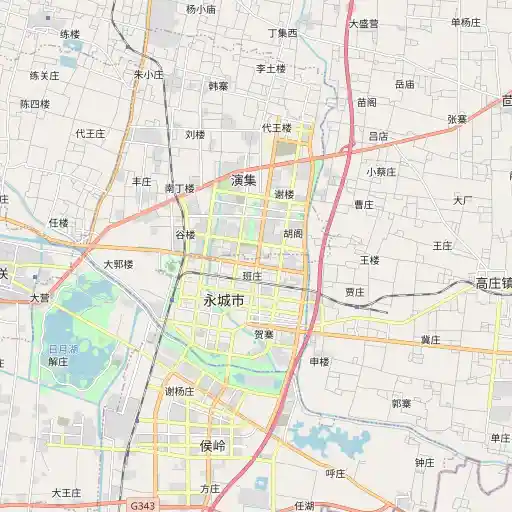 杨小庙
练楼
丁集西
大盛营
单杨庄
练关庄
朱小庄
李土楼
韩寨
岳庙
陈四楼
苗阁
张寨
代王庄
刘楼
代王楼
吕店
丰庄
南丁楼
演集
谢楼
小蔡庄
曹庄
大厂
任楼
谷楼
胡阁
王庄
大郭楼
王楼
班庄
高庄镇
大营
永城市
贾庄
日月湖
解庄
贺寨
冀庄
申楼
谢杨庄
郭寨
侯岭
单庄
钟庄
呼庄
大王庄
方庄
G343
任湖